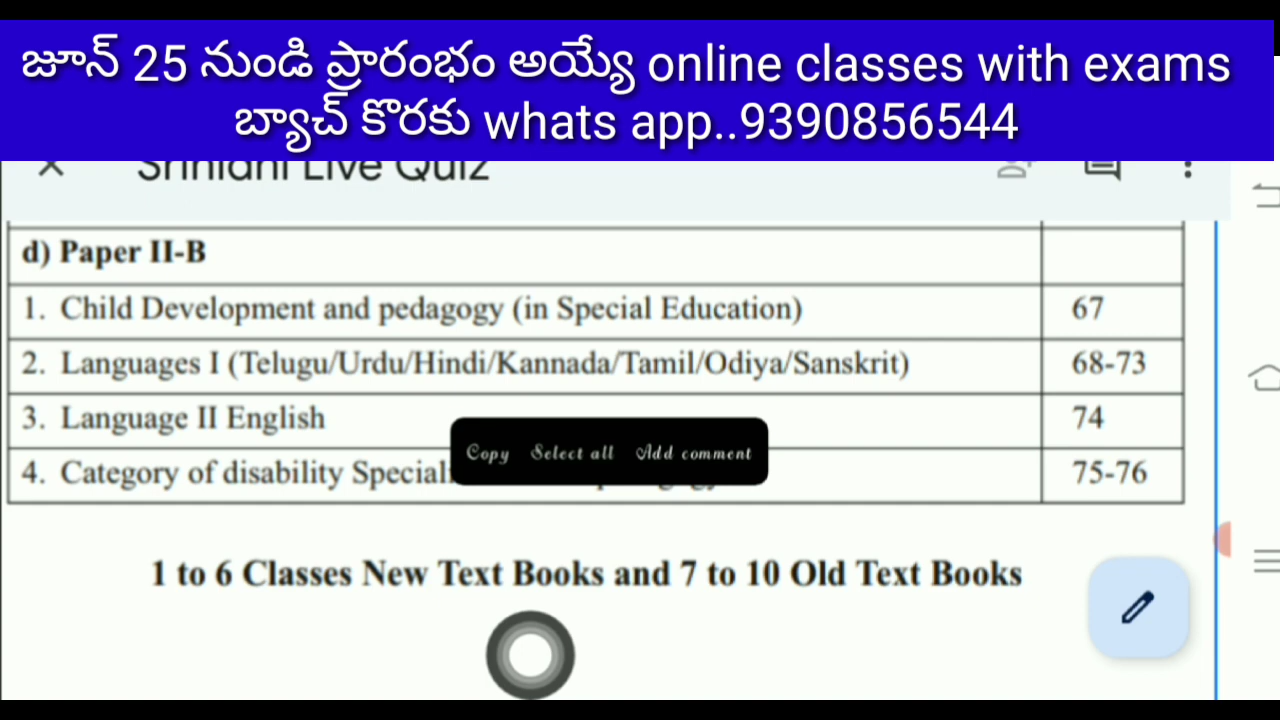 జూన్ 25 నుండి ప్రారంభం అయ్యే online classes with exams
బ్యాచ్ కొరకు whats app..9390856544
Srinidhi Live Quiz
d) Paper II-B
1. Child Development and pedagogy (in Special Education) 67
2. Languages I (Telugu/Urdu/Hindi/Kannada/Tamil/Odiya/Sanskrit) 68-73
3. Language II English 74
Copy Select all Add comment
4. Category of disability 75-76
1 to 6 Classes New Text Books and 7 to 10 Old Text Books